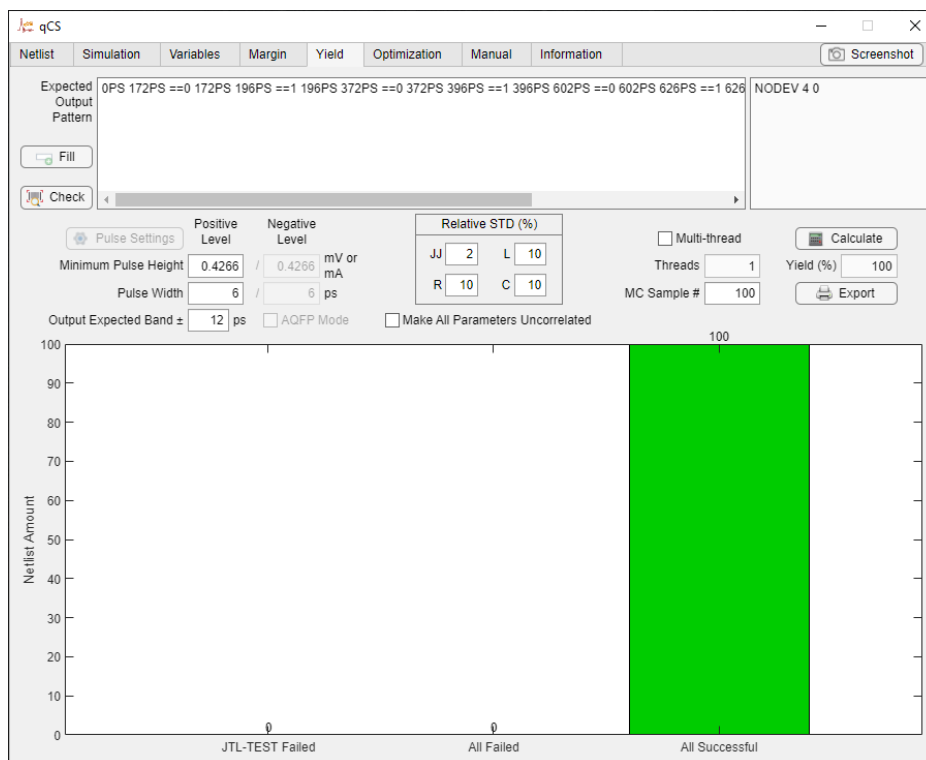 qCS
Netlist Simulation Variables Margin Yield Optimization Manual Information Screenshot
Expected Output Pattern
0PS 172PS ==0 172PS 196PS ==1 196PS 372PS ==0 372PS 396PS ==1 396PS 602PS ==0 602PS 626PS ==1 626
NODEV 4 0
Fill
Check
Pulse Settings
Positive Level
Negative Level
Minimum Pulse Height 0.4266 / 0.4266 mV or mA
Pulse Width 6 / 6 ps
Output Expected Band ± 12 ps AQFP Mode
Relative STD (%)
JJ 2 L 10
R 10 C 10
Make All Parameters Uncorrelated
Multi-thread Calculate
Threads 1 Yield (%) 100
MC Sample # 100 Export
100
100
90
80
70
60
50
40
30
20
10
0
0 0
Netlist Amount
JTL-TEST Failed All Failed All Successful